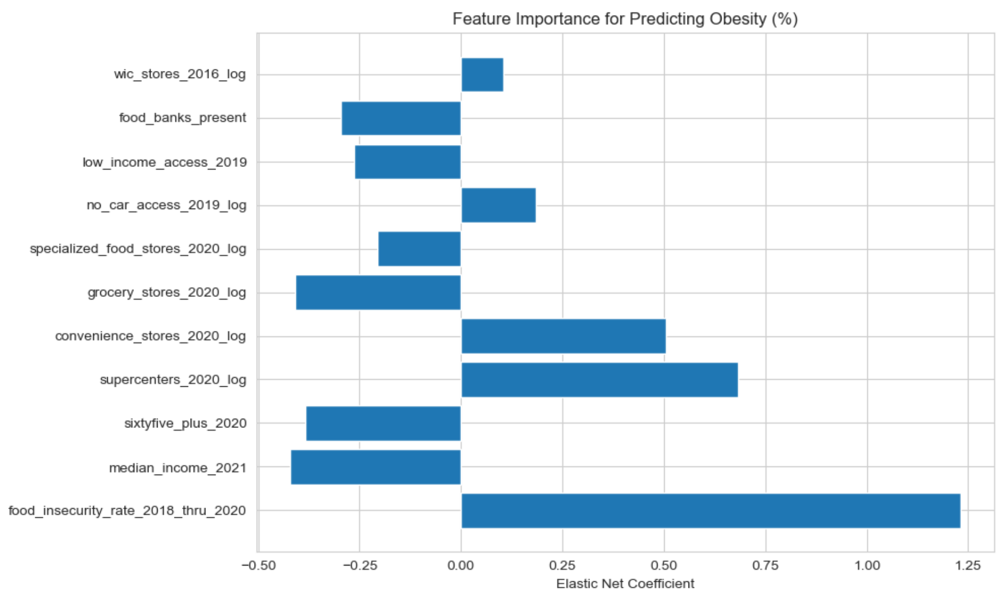 Feature Importance for Predicting Obesity (%)
wic_stores_2016_log
food_banks_present
low_income_access_2019
no_car_access_2019_log
specialized_food_stores_2020_log
grocery_stores_2020_log
convenience_stores_2020_log
supercenters_2020_log
sixtyfive_plus_2020
median_income_2021
food_insecurity_rate_2018_thru_2020
−0.50 −0.25 0.00 0.25 0.50 0.75 1.00 1.25
Elastic Net Coefficient